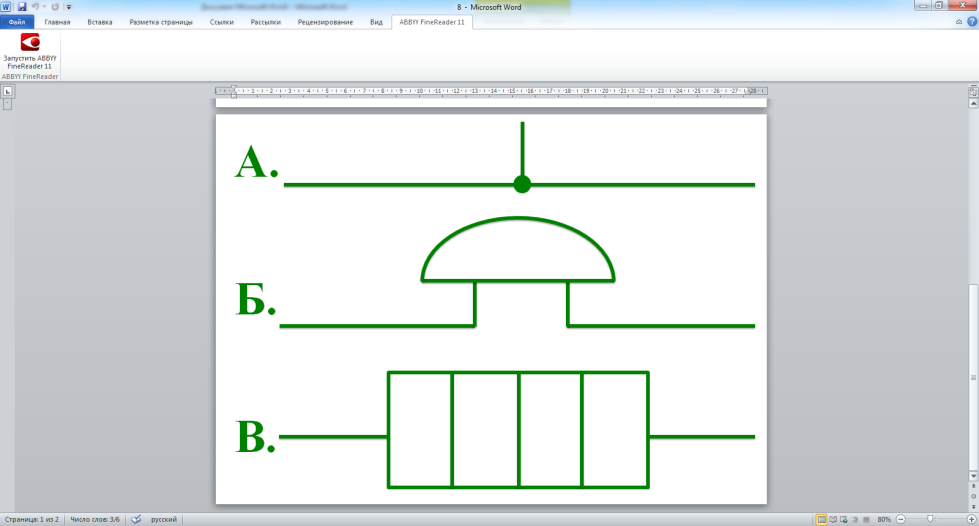 8 - Microsoft Word
Файл Главная Вставка Разметка страницы Ссылки Рассылки Рецензирование Вид ABBYY FineReader 11
Запустить ABBYY
FineReader 11
ABBYY FineReader
А.
Б.
В.
Страница: 1 из 2 Число слов: 3/6 русский 80%